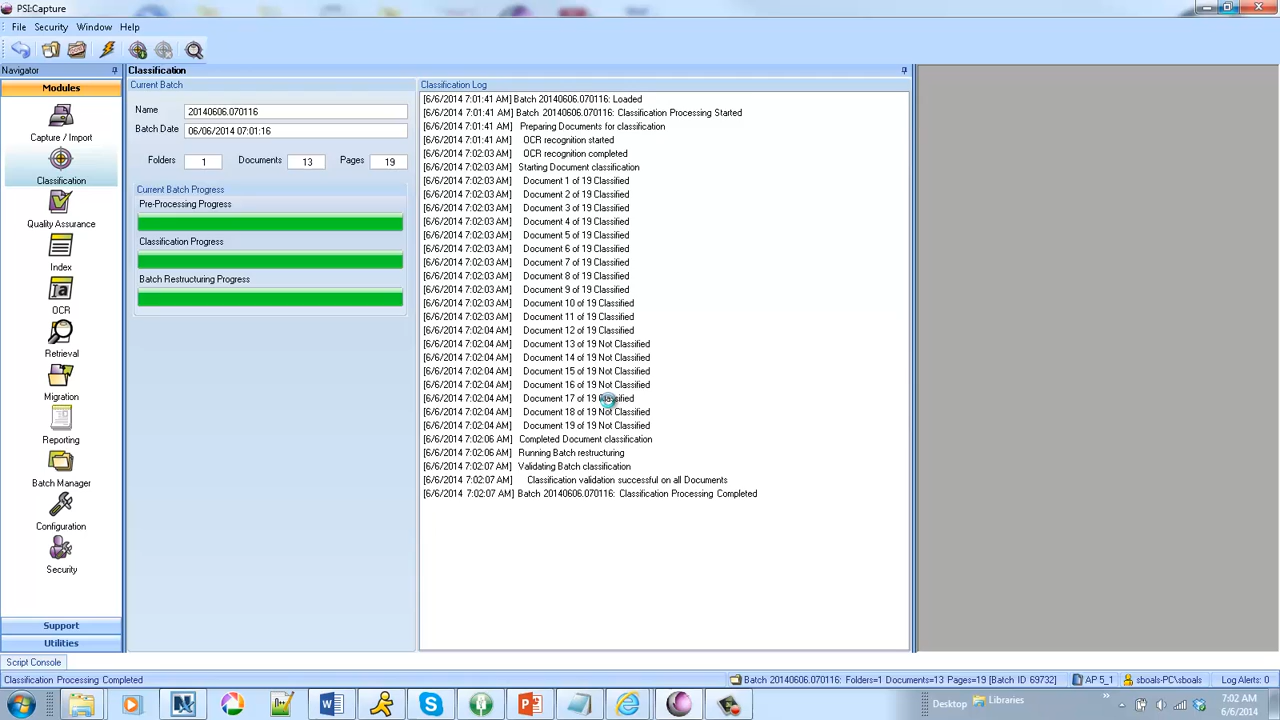 PSI:Capture
File Security Window Help
Navigator
Modules
Capture / Import
Classification
Quality Assurance
Index
OCR
Retrieval
Migration
Reporting
Batch Manager
Configuration
Security
Support
Utilities
Classification
Current Batch
Name 20140606.070116
Batch Date 06/06/2014 07:01:16
Folders 1 Documents 13 Pages 19
Current Batch Progress
Pre-Processing Progress
Classification Progress
Batch Restructuring Progress
Classification Log
[6/6/2014 7:01:41 AM] Batch 20140606.070116: Loaded
[6/6/2014 7:01:41 AM] Batch 20140606.070116: Classification Processing Started
[6/6/2014 7:01:41 AM] Preparing Documents for classification
[6/6/2014 7:01:41 AM] OCR recognition started
[6/6/2014 7:02:03 AM] OCR recognition completed
[6/6/2014 7:02:03 AM] Starting Document classification
[6/6/2014 7:02:03 AM] Document 1 of 19 Classified
[6/6/2014 7:02:03 AM] Document 2 of 19 Classified
[6/6/2014 7:02:03 AM] Document 3 of 19 Classified
[6/6/2014 7:02:03 AM] Document 4 of 19 Classified
[6/6/2014 7:02:03 AM] Document 5 of 19 Classified
[6/6/2014 7:02:03 AM] Document 6 of 19 Classified
[6/6/2014 7:02:03 AM] Document 7 of 19 Classified
[6/6/2014 7:02:03 AM] Document 8 of 19 Classified
[6/6/2014 7:02:03 AM] Document 9 of 19 Classified
[6/6/2014 7:02:03 AM] Document 10 of 19 Classified
[6/6/2014 7:02:03 AM] Document 11 of 19 Classified
[6/6/2014 7:02:04 AM] Document 12 of 19 Classified
[6/6/2014 7:02:04 AM] Document 13 of 19 Not Classified
[6/6/2014 7:02:04 AM] Document 14 of 19 Not Classified
[6/6/2014 7:02:04 AM] Document 15 of 19 Not Classified
[6/6/2014 7:02:04 AM] Document 16 of 19 Not Classified
[6/6/2014 7:02:04 AM] Document 17 of 19 Classified
[6/6/2014 7:02:04 AM] Document 18 of 19 Not Classified
[6/6/2014 7:02:04 AM] Document 19 of 19 Not Classified
[6/6/2014 7:02:06 AM] Completed Document classification
[6/6/2014 7:02:06 AM] Running Batch restructuring
[6/6/2014 7:02:07 AM] Validating Batch classification
[6/6/2014 7:02:07 AM] Classification validation successful on all Documents
[6/6/2014 7:02:07 AM] Batch 20140606.070116: Classification Processing Completed
Script Console
Classification Processing Completed Batch 20140606.070116: Folders=1 Documents=13 Pages=19 [Batch ID 69732] AP 5_1 sboals-PC\sboals Log Alerts: 0
Desktop Libraries 7:02 AM
6/6/2014